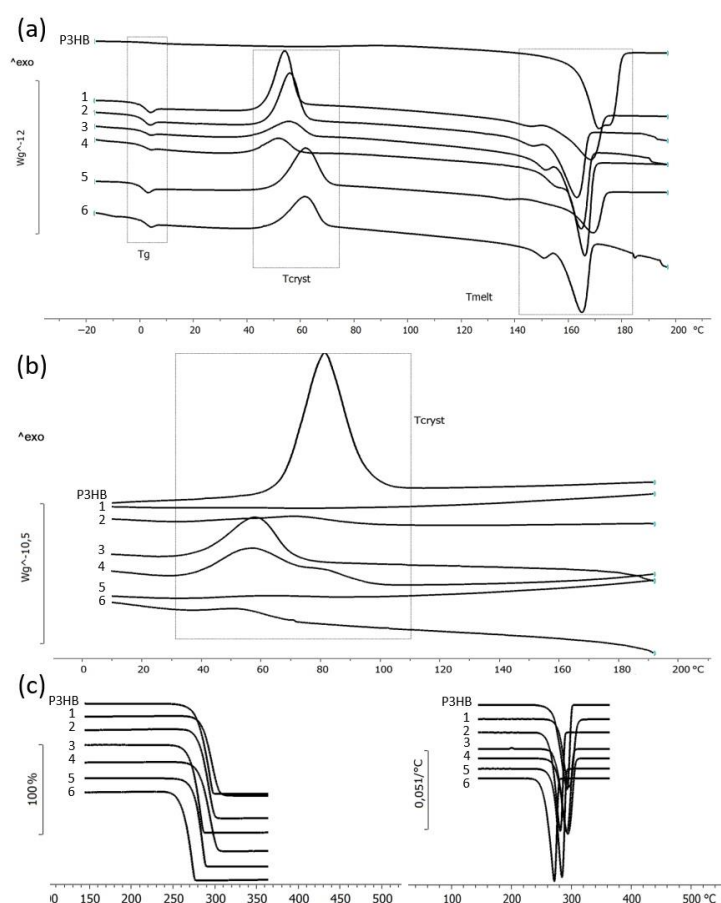 (a)
P3HB
^exo
1
2
3
4
5
6
Wg^-12
Tg
Tcryst
Tmelt
−20 0 20 40 60 80 100 120 140 160 180 200 °C
(b)
^exo
Tcryst
P3HB
1
2
3
4
5
6
Wg^-10,5
0 20 40 60 80 100 120 140 160 180 200 °C
(c)
P3HB
1
2
3
4
5
6
100%
00 50 100 150 200 250 300 350 400 450 500
P3HB
1
2
3
4
5
6
0,051/°C
100 200 300 400 500 °C